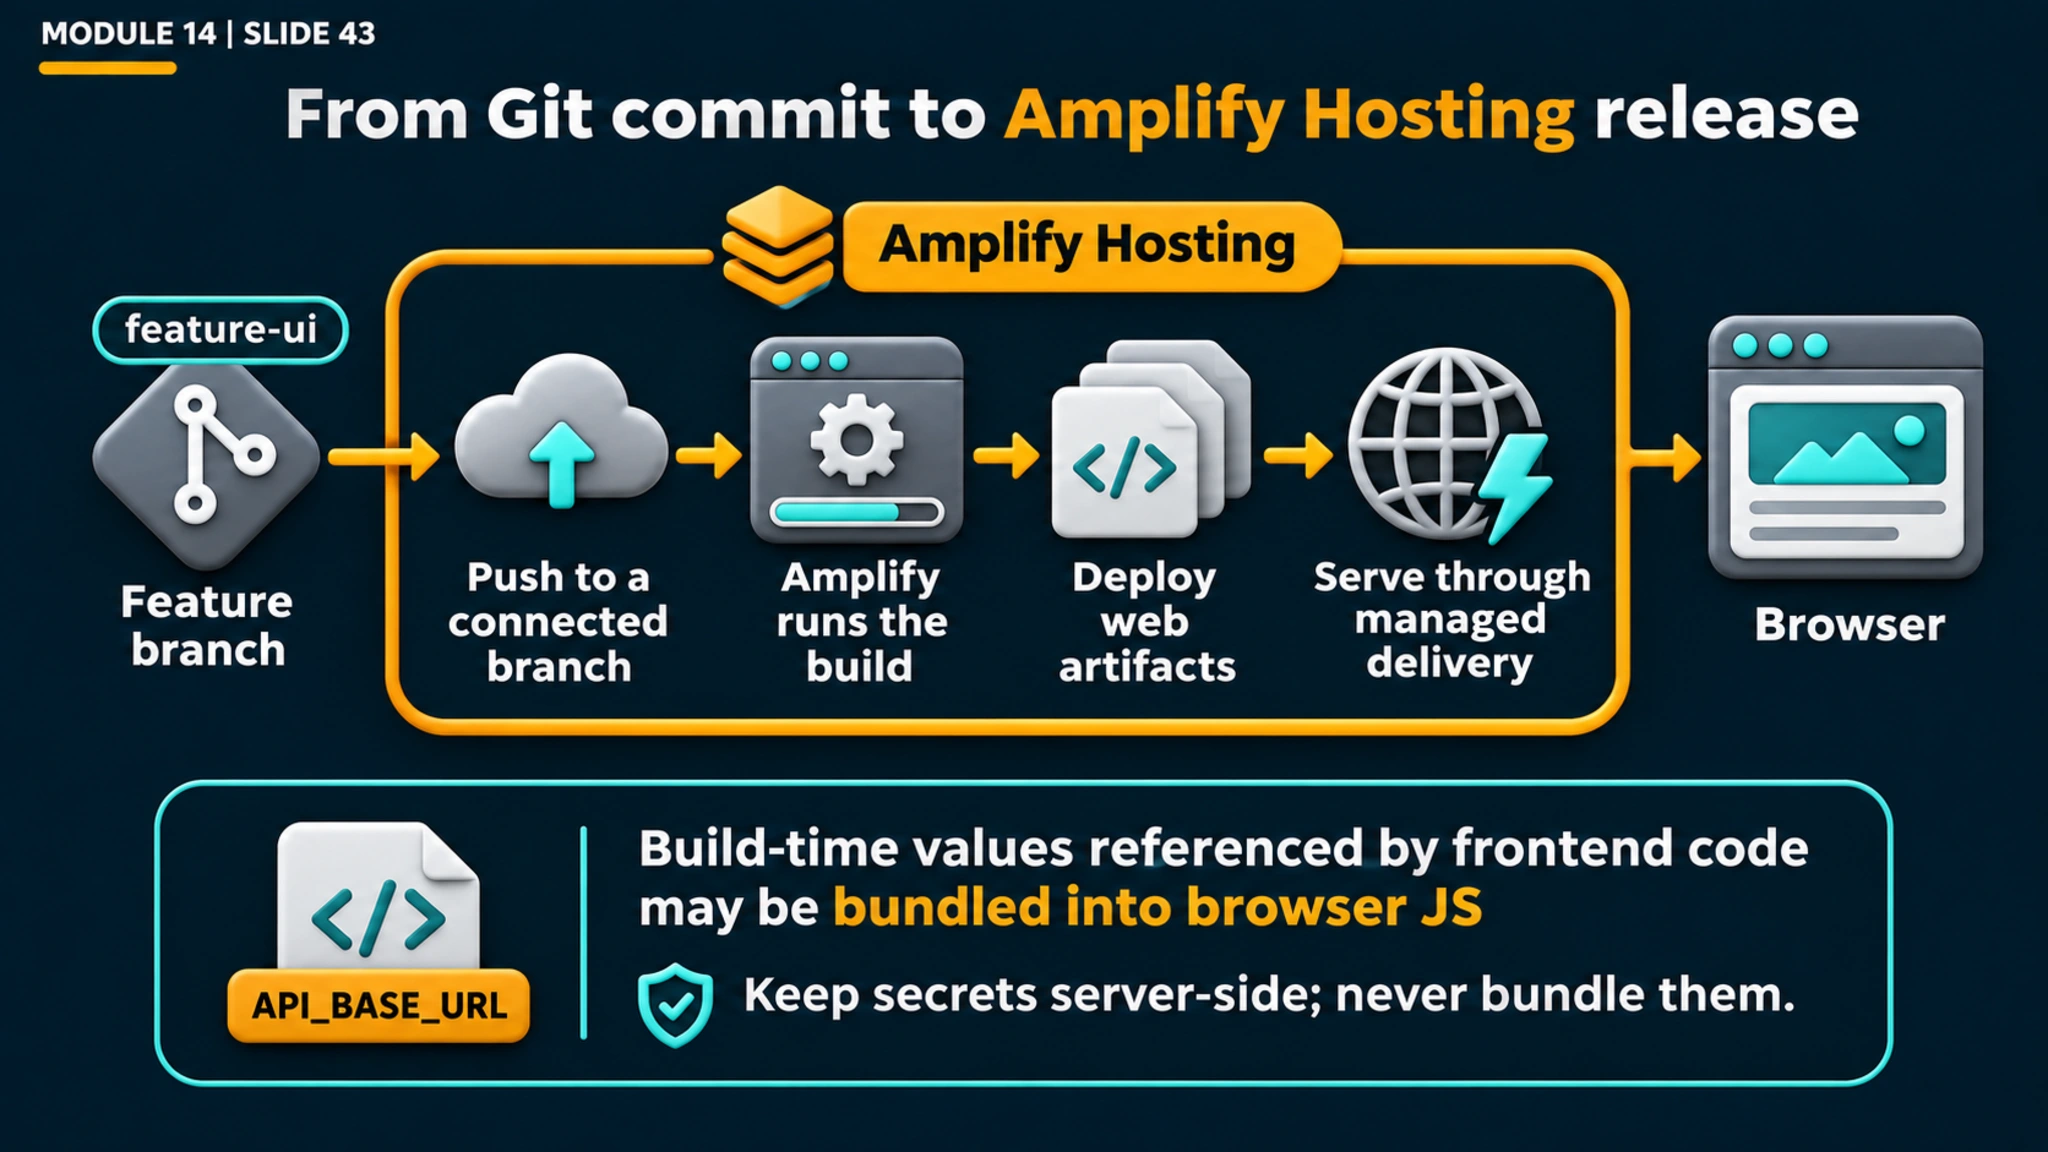 MODULE 14 | SLIDE 43
From Git commit to Amplify Hosting release
Amplify Hosting
feature-ui
Feature
branch
Push to a
connected
branch
Amplify
runs the
build
Deploy
web
artifacts
Serve through
managed
delivery
Browser
</>
Build-time values referenced by frontend code
may be bundled into browser JS
</>
API_BASE_URL
Keep secrets server-side; never bundle them.